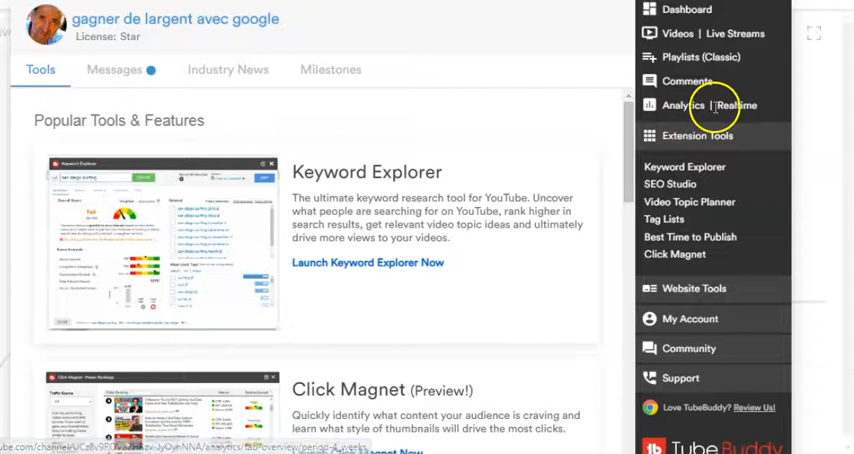 gagner de largent avec google
License: Star
Tools
Messages
Industry News
Milestones
Popular Tools & Features
Keyword Explorer
The ultimate keyword research tool for YouTube. Uncover
what people are searching for on YouTube, rank higher in
search results, get relevant video topic ideas and ultimately
drive more views to your videos.
Launch Keyword Explorer Now
Click Magnet (Preview!)
Quickly identify what content your audience is craving and
learn what style of thumbnails will drive the most clicks.
Dashboard
Videos | Live Streams
Playlists (Classic)
Comments
Analytics | Realtime
Extension Tools
Keyword Explorer
SEO Studio
Video Topic Planner
Tag Lists
Best Time to Publish
Click Magnet
Website Tools
My Account
Community
Support
Love TubeBuddy? Review Us!
TubeBuddy